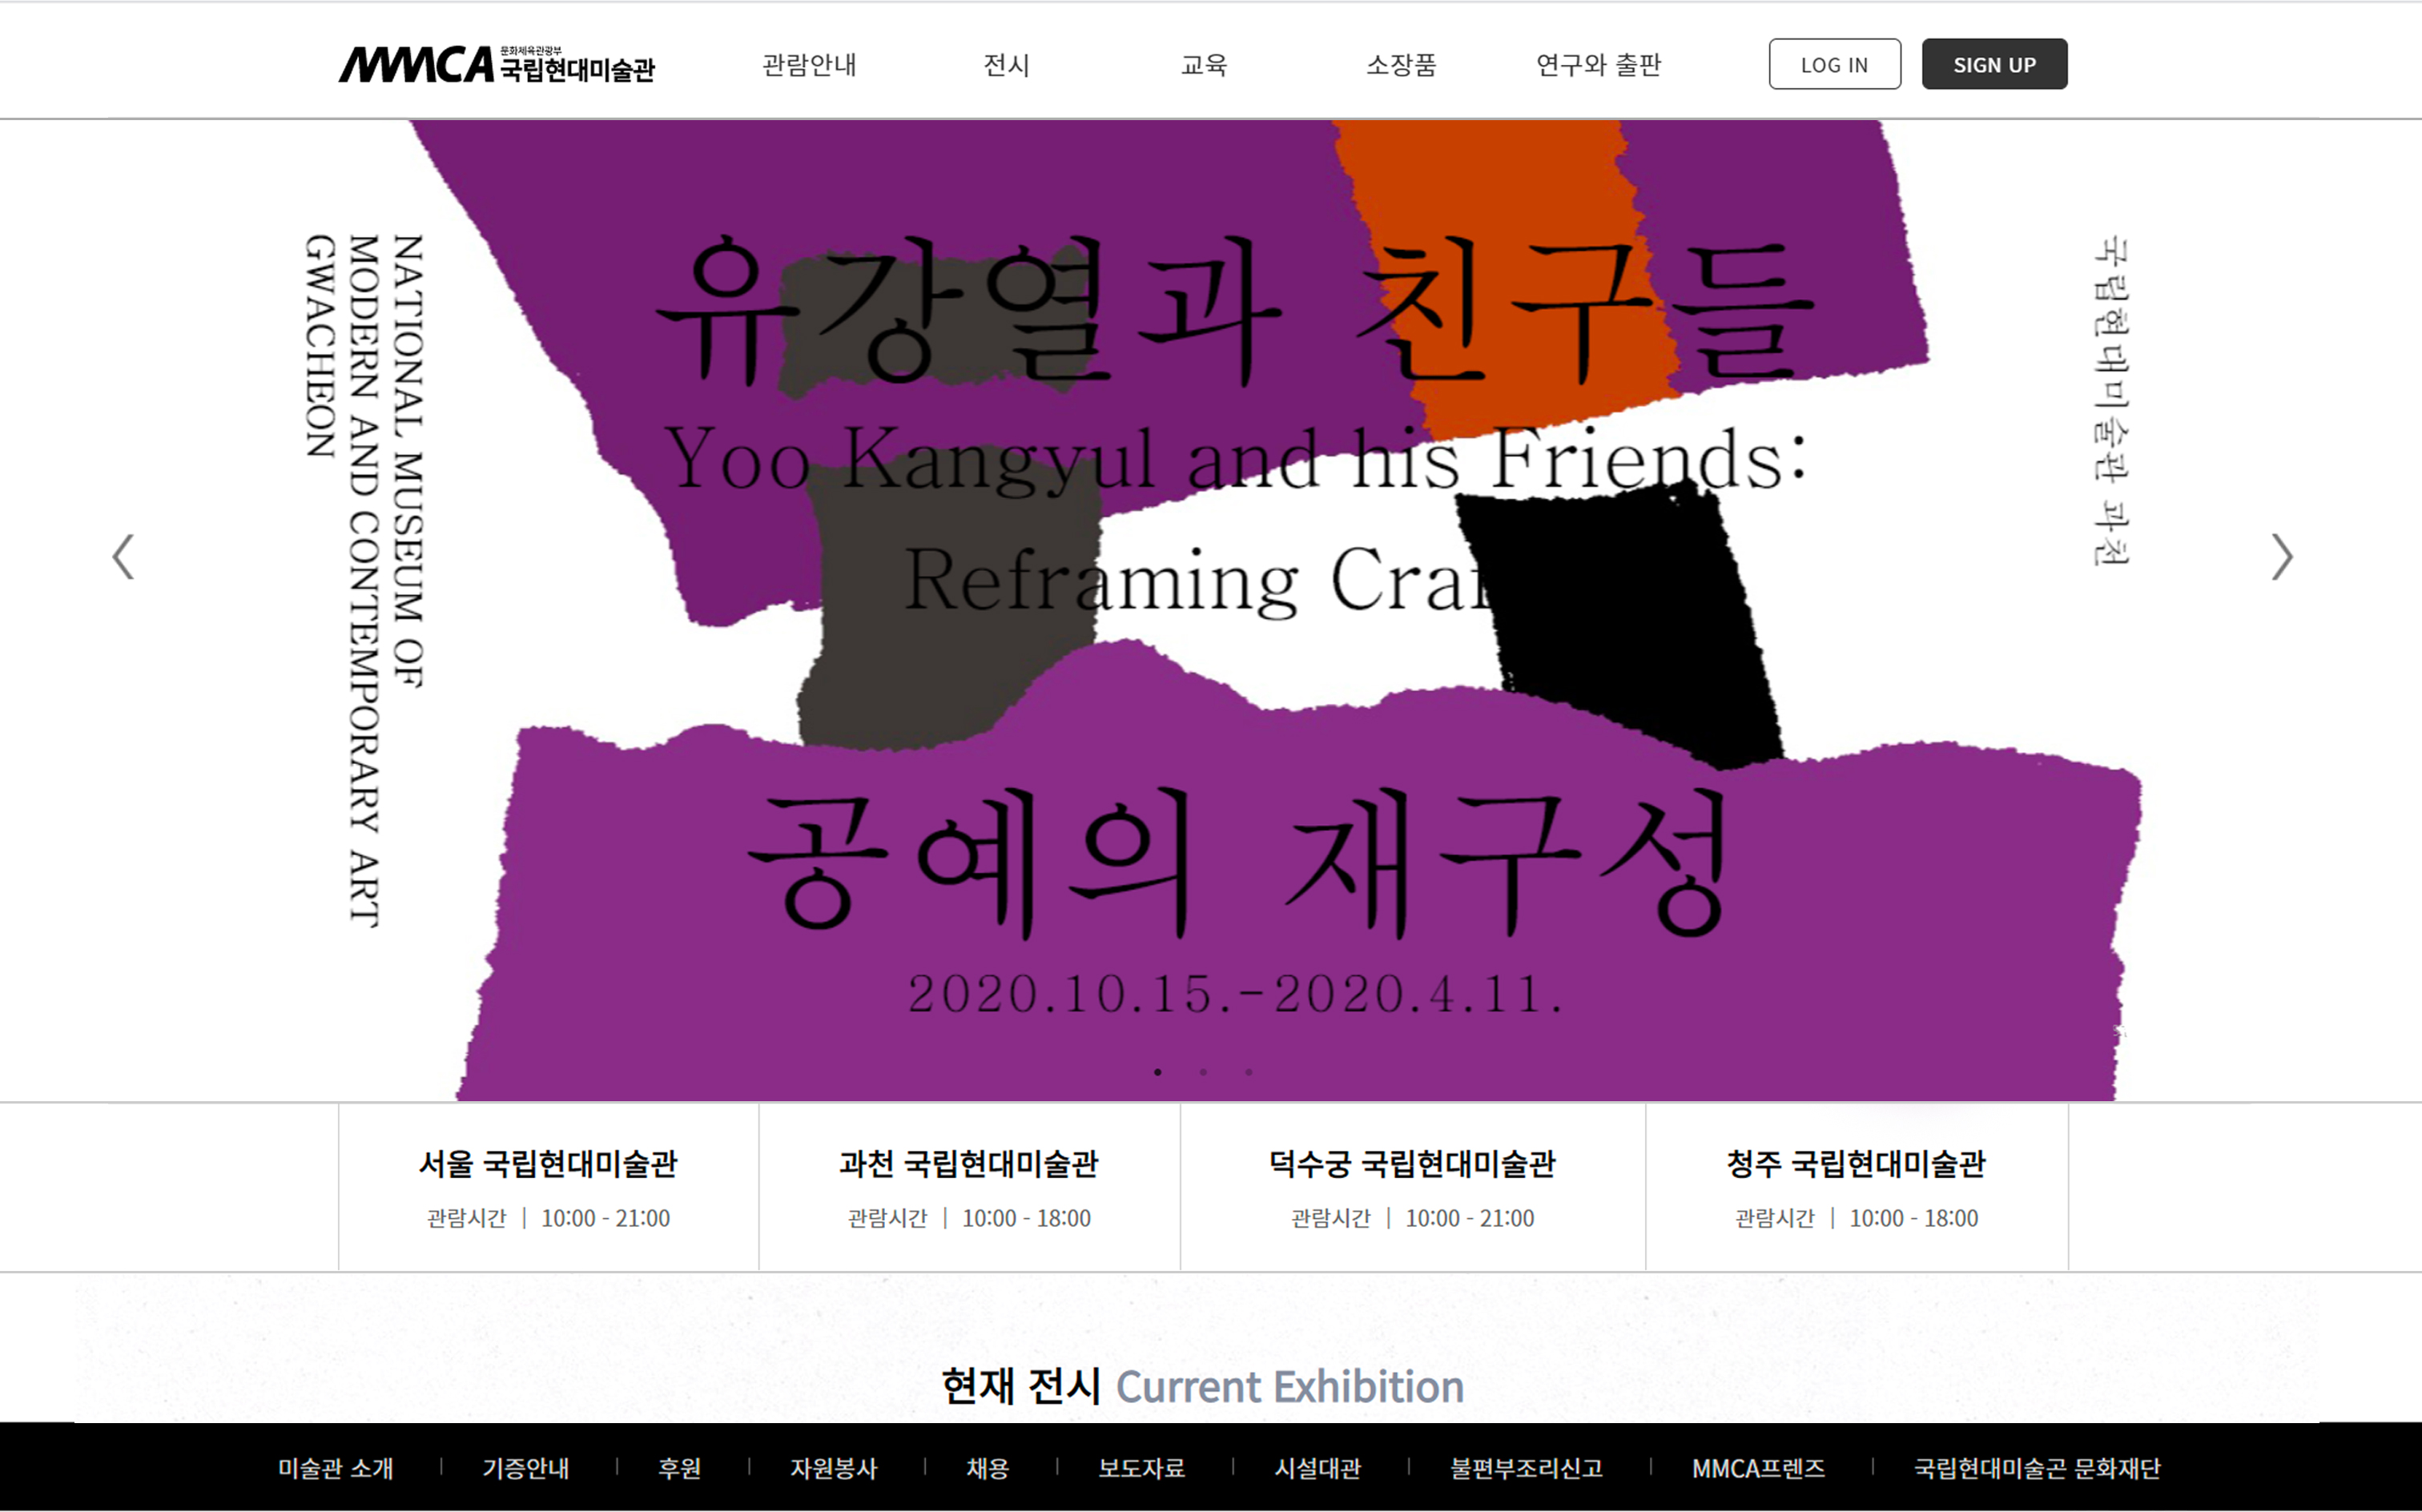 MMCA 문화체육관광부
국립현대미술관
관람안내
전시
교육
소장품
연구와 출판
LOG IN
SIGN UP
NATIONAL MUSEUM OF
MODERN AND CONTEMPORARY ART
GWACHEON
유강열과 친구들
Yoo Kangyul and his Friends:
Reframing
공예의 재구성
2020.10.15.-2020.4.11.
국립현대미술관 과천
서울 국립현대미술관
관람시간 | 10:00 - 21:00
과천 국립현대미술관
관람시간 | 10:00 - 18:00
덕수궁 국립현대미술관
관람시간 | 10:00 - 21:00
청주 국립현대미술관
관람시간 | 10:00 - 18:00
현재 전시 Current Exhibition
미술관 소개 | 기증안내 | 후원 | 자원봉사 | 채용 | 보도자료 | 시설대관 | 불편부조리신고 | MMCA프렌즈 | 국립현대미술곤 문화재단